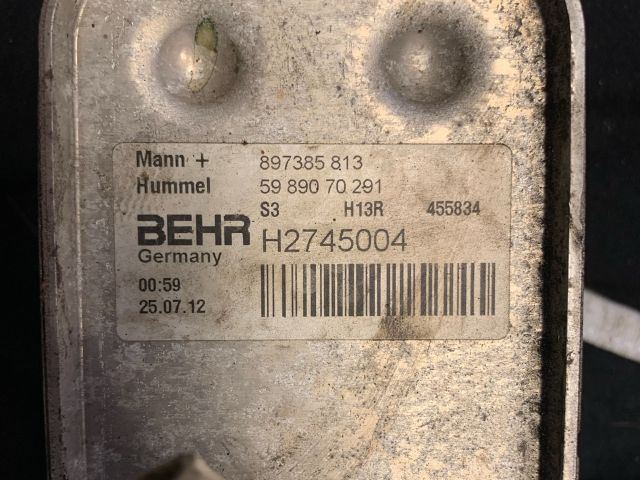 Mann + 897385 813
Hummel 59 890 70 291
S3 H13R 455834
BEHR H2745004
Germany
00:59
25.07.12